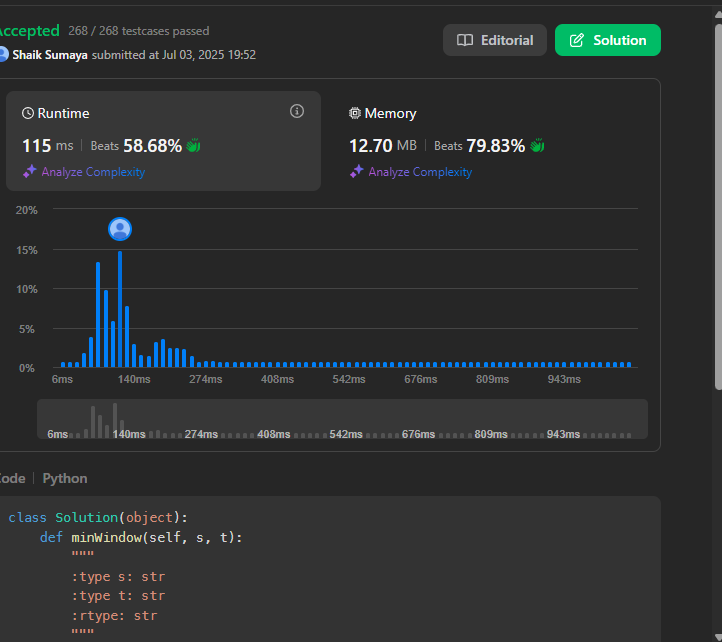 Accepted 268 / 268 testcases passed
Shaik Sumaya submitted at Jul 03, 2025 19:52
Editorial
Solution
Runtime
115 ms | Beats 58.68%
Analyze Complexity
Memory
12.70 MB | Beats 79.83%
Analyze Complexity
20%
15%
10%
5%
0%
6ms 140ms 274ms 408ms 542ms 676ms 809ms 943ms
6ms 140ms 274ms 408ms 542ms 676ms 809ms 943ms
Code | Python
class Solution(object):
    def minWindow(self, s, t):
        """
        :type s: str
        :type t: str
        :rtype: str
        """